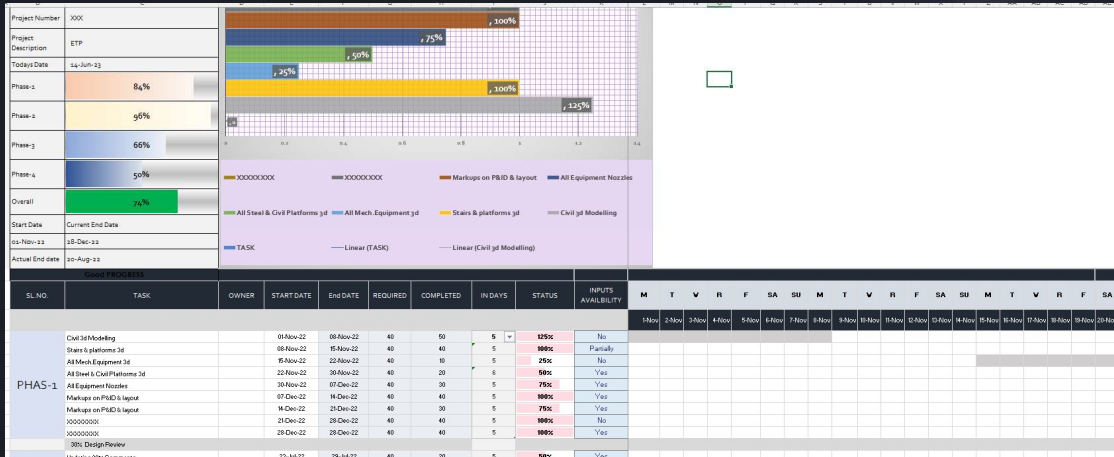 Project Number XXX
, 100%
Project Description ETP
, 75%
, 50%
Todays Date 14-Jun-23
, 25%
Phase-1 84%
, 100%
, 125%
Phase-2 96%
0 0.2 0.4 0.6 0.8 1 1.2 1.4
Phase-3 66%
Phase-4 50%
XXXXXXXX XXXXXXXX Markups on P&ID & layout All Equipment Nozzles
Overall 74%
All Steel & Civil Platforms 3d All Mech.Equipment 3d Stairs & platforms 3d Civil 3d Modelling
Start Date Current End Date
01-Nov-22 28-Dec-22
TASK Linear (TASK) Linear (Civil 3d Modelling)
Actual End date 20-Aug-22
Good PROGRESS
SL.NO. TASK OWNER START DATE End DATE REQUIRED COMPLETED IN DAYS STATUS INPUTS AVAILBILITY M T W R F SA SU M T W R F SA SU M T W R F SA
1-Nov 2-Nov 3-Nov 4-Nov 5-Nov 6-Nov 7-Nov 8-Nov 9-Nov 10-Nov 11-Nov 12-Nov 13-Nov 14-Nov 15-Nov 16-Nov 17-Nov 18-Nov 19-Nov 20-Nov
Civil 3d Modelling 01-Nov-22 08-Nov-22 40 50 5 125% No
Stairs & platforms 3d 08-Nov-22 15-Nov-22 40 40 5 100% Partially
All Mech.Equipment 3d 15-Nov-22 22-Nov-22 40 10 5 25% No
All Steel & Civil Platforms 3d 22-Nov-22 30-Nov-22 40 20 6 50% Yes
PHAS-1 All Equipment Nozzles 30-Nov-22 07-Dec-22 40 30 5 75% Yes
Markups on P&ID & layout 07-Dec-22 14-Dec-22 40 40 5 100% Yes
Markups on P&ID & layout 14-Dec-22 21-Dec-22 40 30 5 75% Yes
XXXXXXXX 21-Dec-22 28-Dec-22 40 40 5 100% No
XXXXXXXX 28-Dec-22 28-Dec-22 40 40 5 100% Yes
30% Design Review
22-Jul-22 29-Jul-22 40 20 5 50% Yes